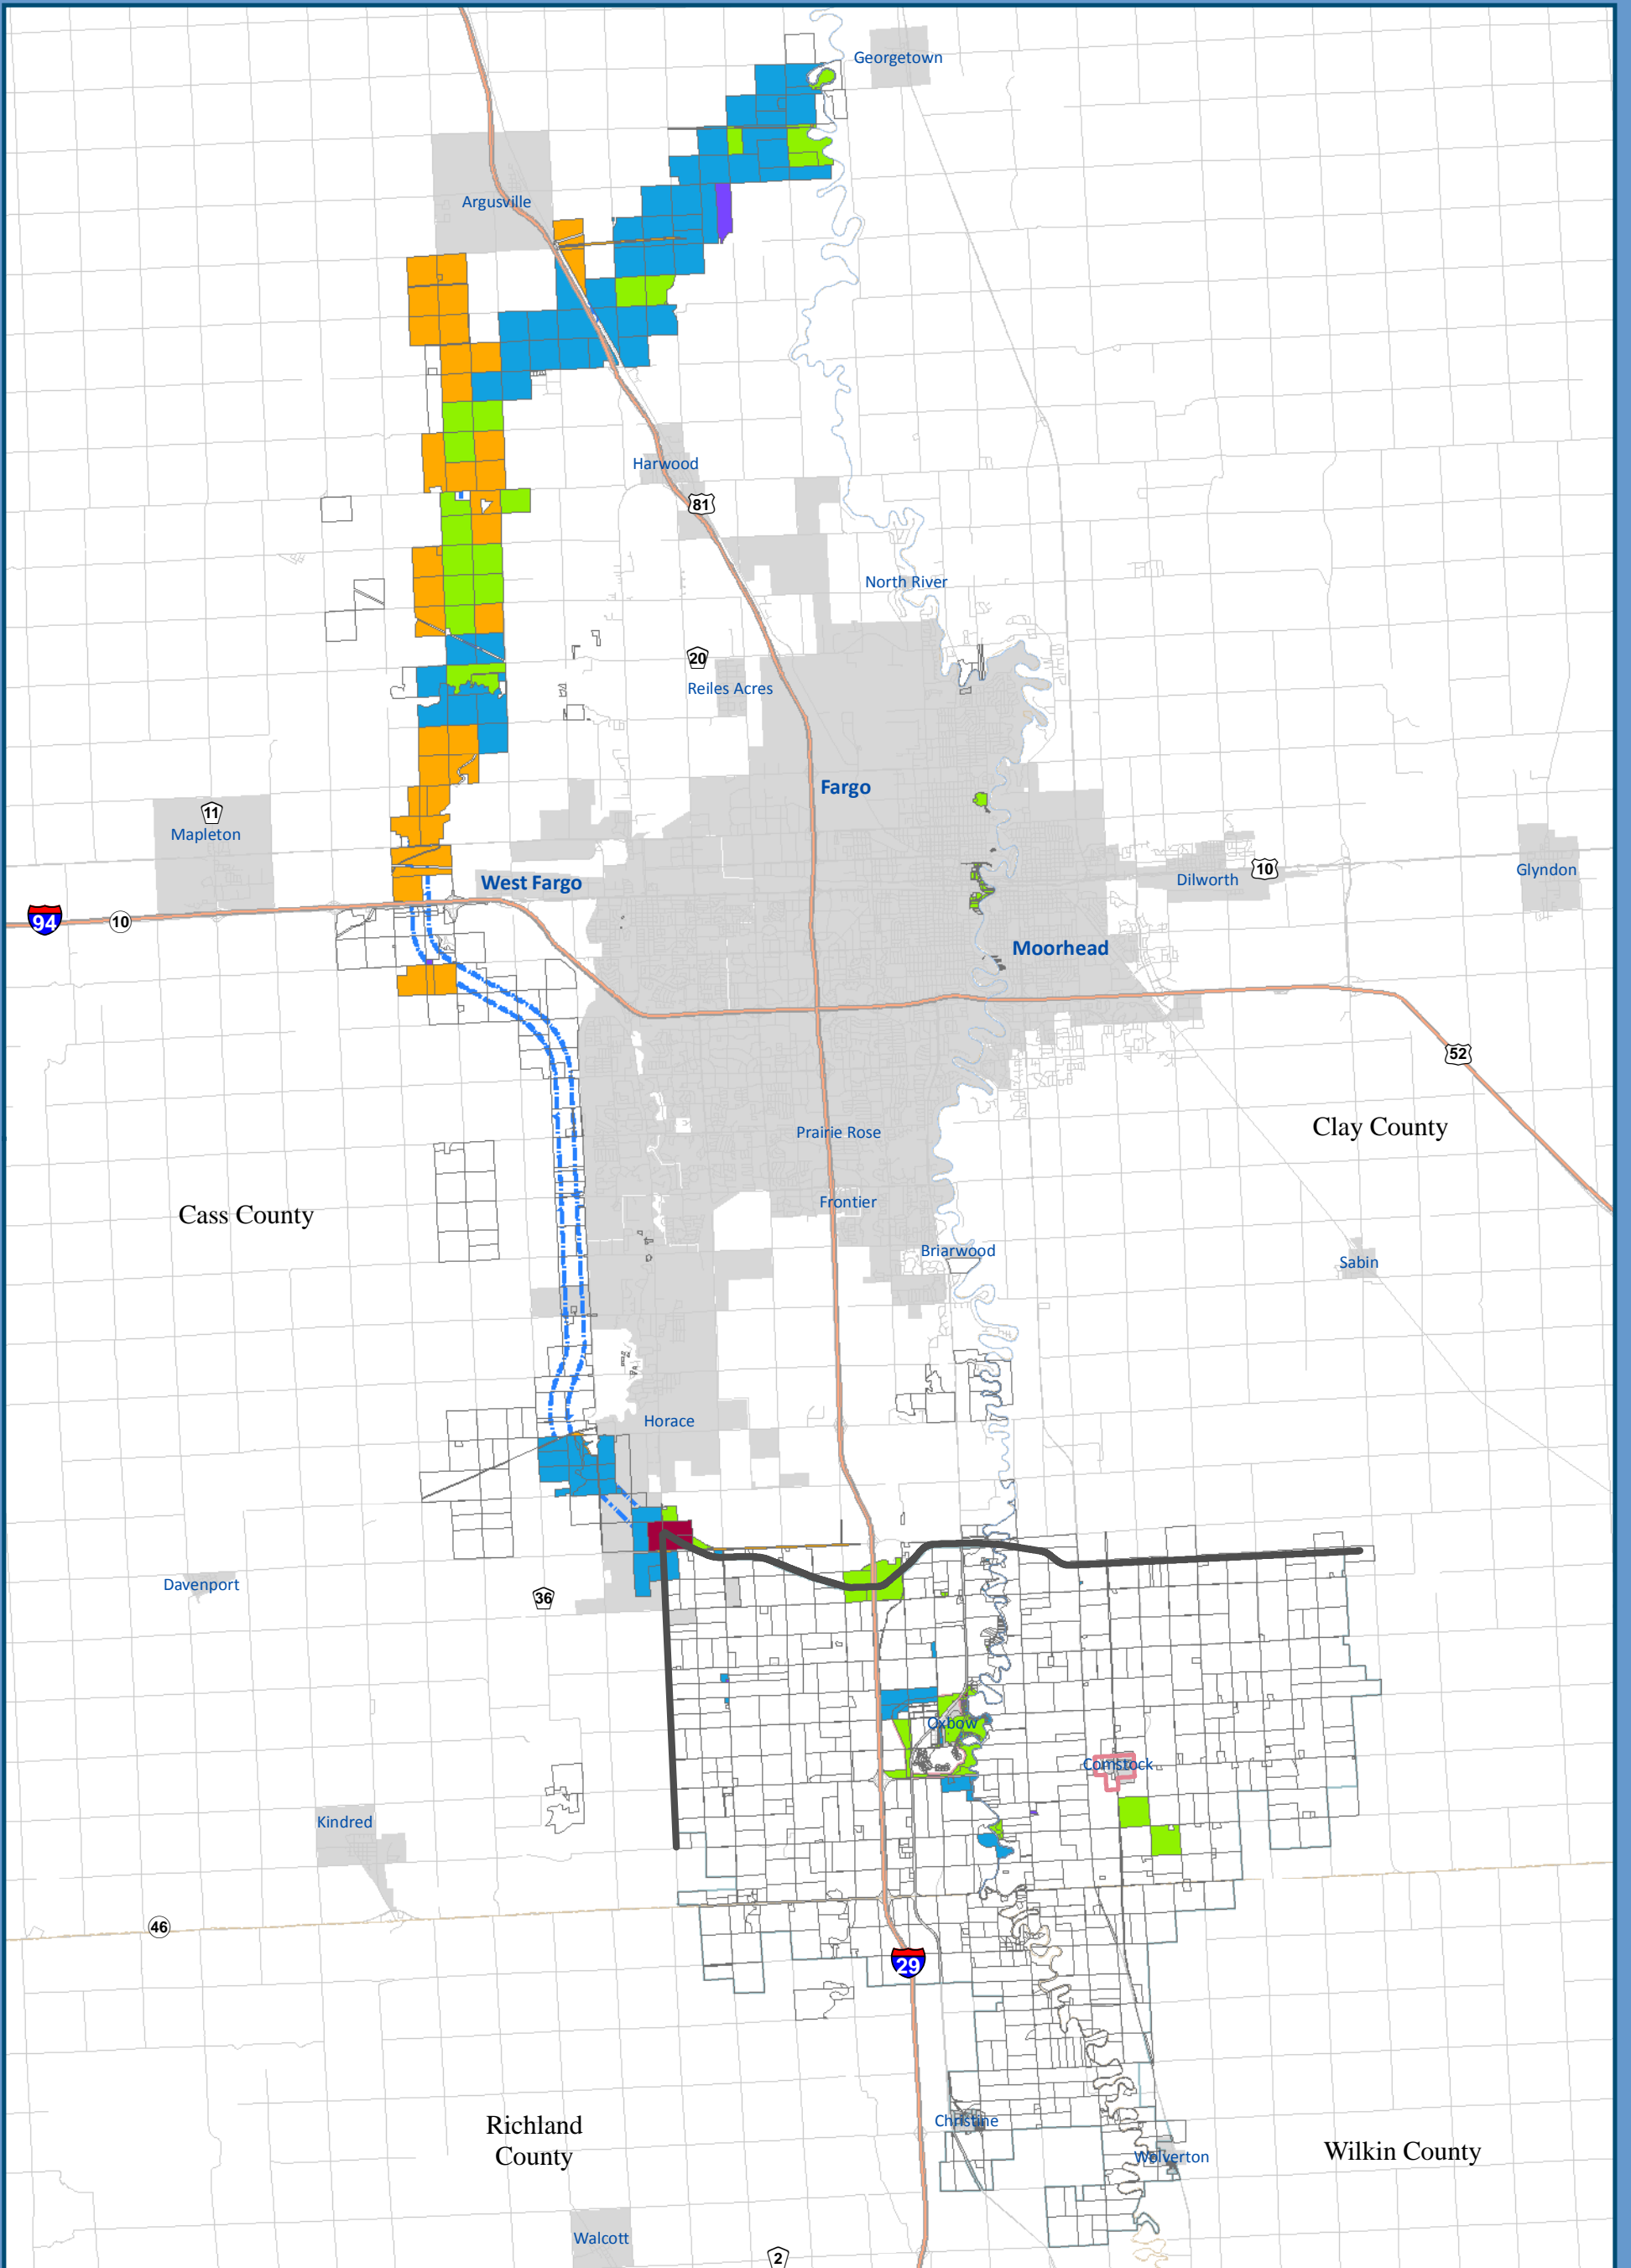 Georgetown
Argusville
Harwood
81
North River
20
Reiles Acres
Fargo
11
Mapleton
West Fargo
10
Dilworth
Glyndon
94
10
Moorhead
52
Clay County
Prairie Rose
Cass County
Frontier
Briarwood
Sabin
Horace
Davenport
36
Oxbow
Comstock
Kindred
46
29
Christine
Richland
County
Wilkin County
Wolverton
Walcott
2